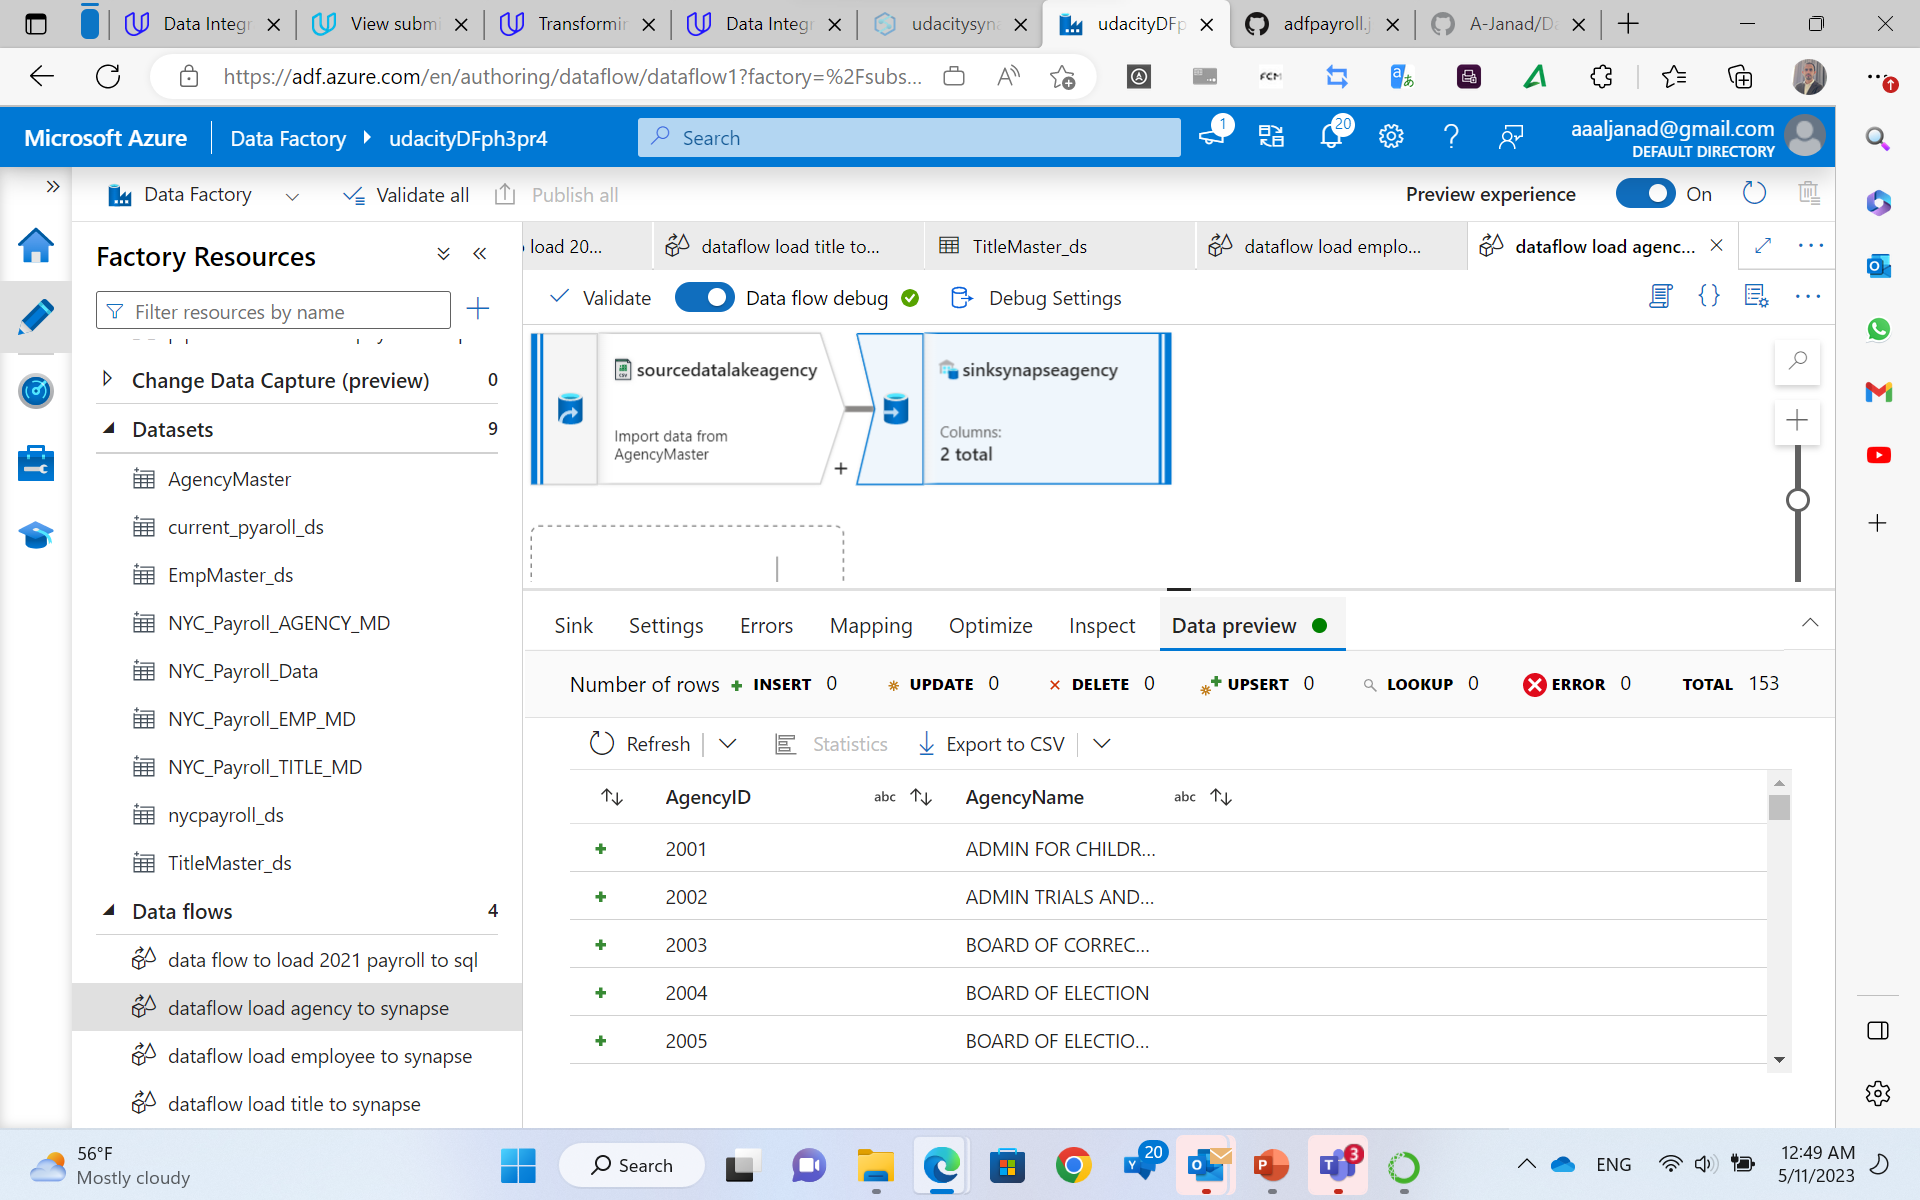 Data Integr
View submi
Transformin
Data Integr
udacitysyna
udacityDFp
adfpayroll.j
A-Janad/Da
https://adf.azure.com/en/authoring/dataflow/dataflow1?factory=%2Fsubs...
FCM
Microsoft Azure
Data Factory
udacityDFph3pr4
Search
1
20
aaaljanad@gmail.com
DEFAULT DIRECTORY
Data Factory
Validate all
Publish all
Preview experience
On
Factory Resources
load 20...
dataflow load title to...
TitleMaster_ds
dataflow load emplo...
dataflow load agenc...
Filter resources by name
Validate
Data flow debug
Debug Settings
Change Data Capture (preview) 0
Datasets 9
AgencyMaster
current_pyaroll_ds
EmpMaster_ds
NYC_Payroll_AGENCY_MD
NYC_Payroll_Data
NYC_Payroll_EMP_MD
NYC_Payroll_TITLE_MD
nycpayroll_ds
TitleMaster_ds
Data flows 4
data flow to load 2021 payroll to sql
dataflow load agency to synapse
dataflow load employee to synapse
dataflow load title to synapse
sourcedatalakeagency
Import data from
AgencyMaster
+
sinksynapseagency
Columns:
2 total
Sink
Settings
Errors
Mapping
Optimize
Inspect
Data preview
Number of rows
INSERT 0
UPDATE 0
DELETE 0
UPSERT 0
LOOKUP 0
ERROR 0
TOTAL 153
Refresh
Statistics
Export to CSV
AgencyID abc
AgencyName abc
2001 ADMIN FOR CHILDR...
2002 ADMIN TRIALS AND...
2003 BOARD OF CORREC...
2004 BOARD OF ELECTION
2005 BOARD OF ELECTIO...
56°F
Mostly cloudy
Search
20
3
ENG
12:49 AM
5/11/2023